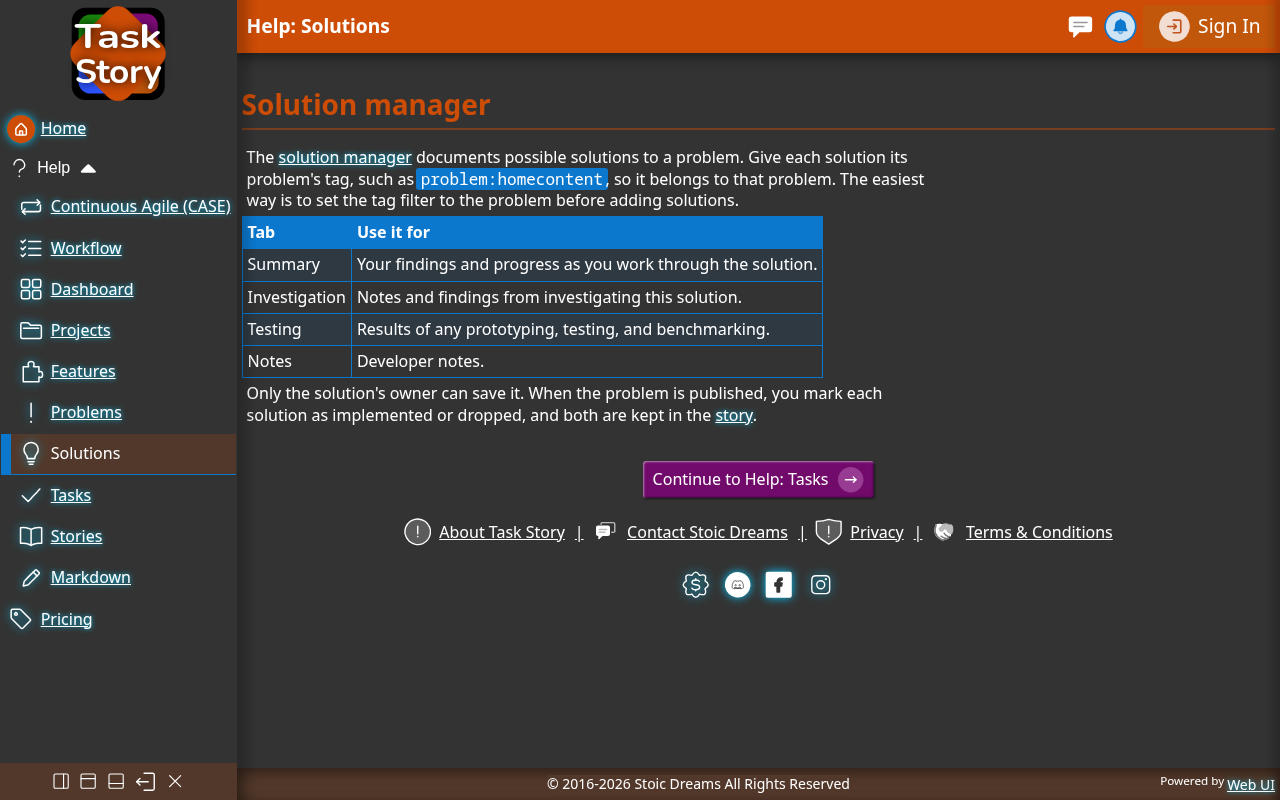 Task
Story
Help: Solutions
Sign In
Home
Help
Continuous Agile (CASE)
Workflow
Dashboard
Projects
Features
Problems
Solutions
Tasks
Stories
Markdown
Pricing
Solution manager
The solution manager documents possible solutions to a problem. Give each solution its
problem's tag, such as problem:homecontent, so it belongs to that problem. The easiest
way is to set the tag filter to the problem before adding solutions.
Tab Use it for
Summary Your findings and progress as you work through the solution.
Investigation Notes and findings from investigating this solution.
Testing Results of any prototyping, testing, and benchmarking.
Notes Developer notes.
Only the solution's owner can save it. When the problem is published, you mark each
solution as implemented or dropped, and both are kept in the story.
Continue to Help: Tasks →
About Task Story | Contact Stoic Dreams | Privacy | Terms & Conditions
© 2016-2026 Stoic Dreams All Rights Reserved
Powered by Web UI